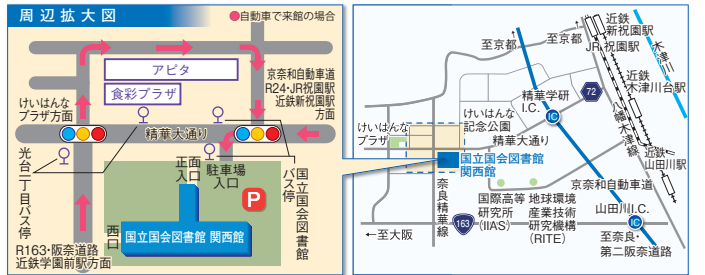 周辺拡大図
●自動車で来館の場合
アピタ
食彩プラザ
けいはんな
プラザ方面
京奈和自動車道
R24・JR祝園駅
近鉄新祝園駅
方面
精華大通り
光台一丁目バス停
正面
入口
駐車場
入口
国立国会図書館
バス停
P
西口
国立国会図書館 関西館
R163・阪奈道路
近鉄学園前駅方面
至京都
至京都
近鉄
新祝園駅
JR祝園駅
木津川
近鉄
木津川台駅
72
八幡木津線
精華学研
I.C.
IC
けいはんな
記念公園
けいはんな
プラザ
精華大通り
国立国会図書館
関西館
近鉄
山田川駅
奈良精華線
京奈和自動車道
国際高等
研究所
(IIAS)
地球環境
産業技術
研究機構
(RITE)
山田川I.C.
IC
163
←至大阪
至奈良・
第二阪奈道路